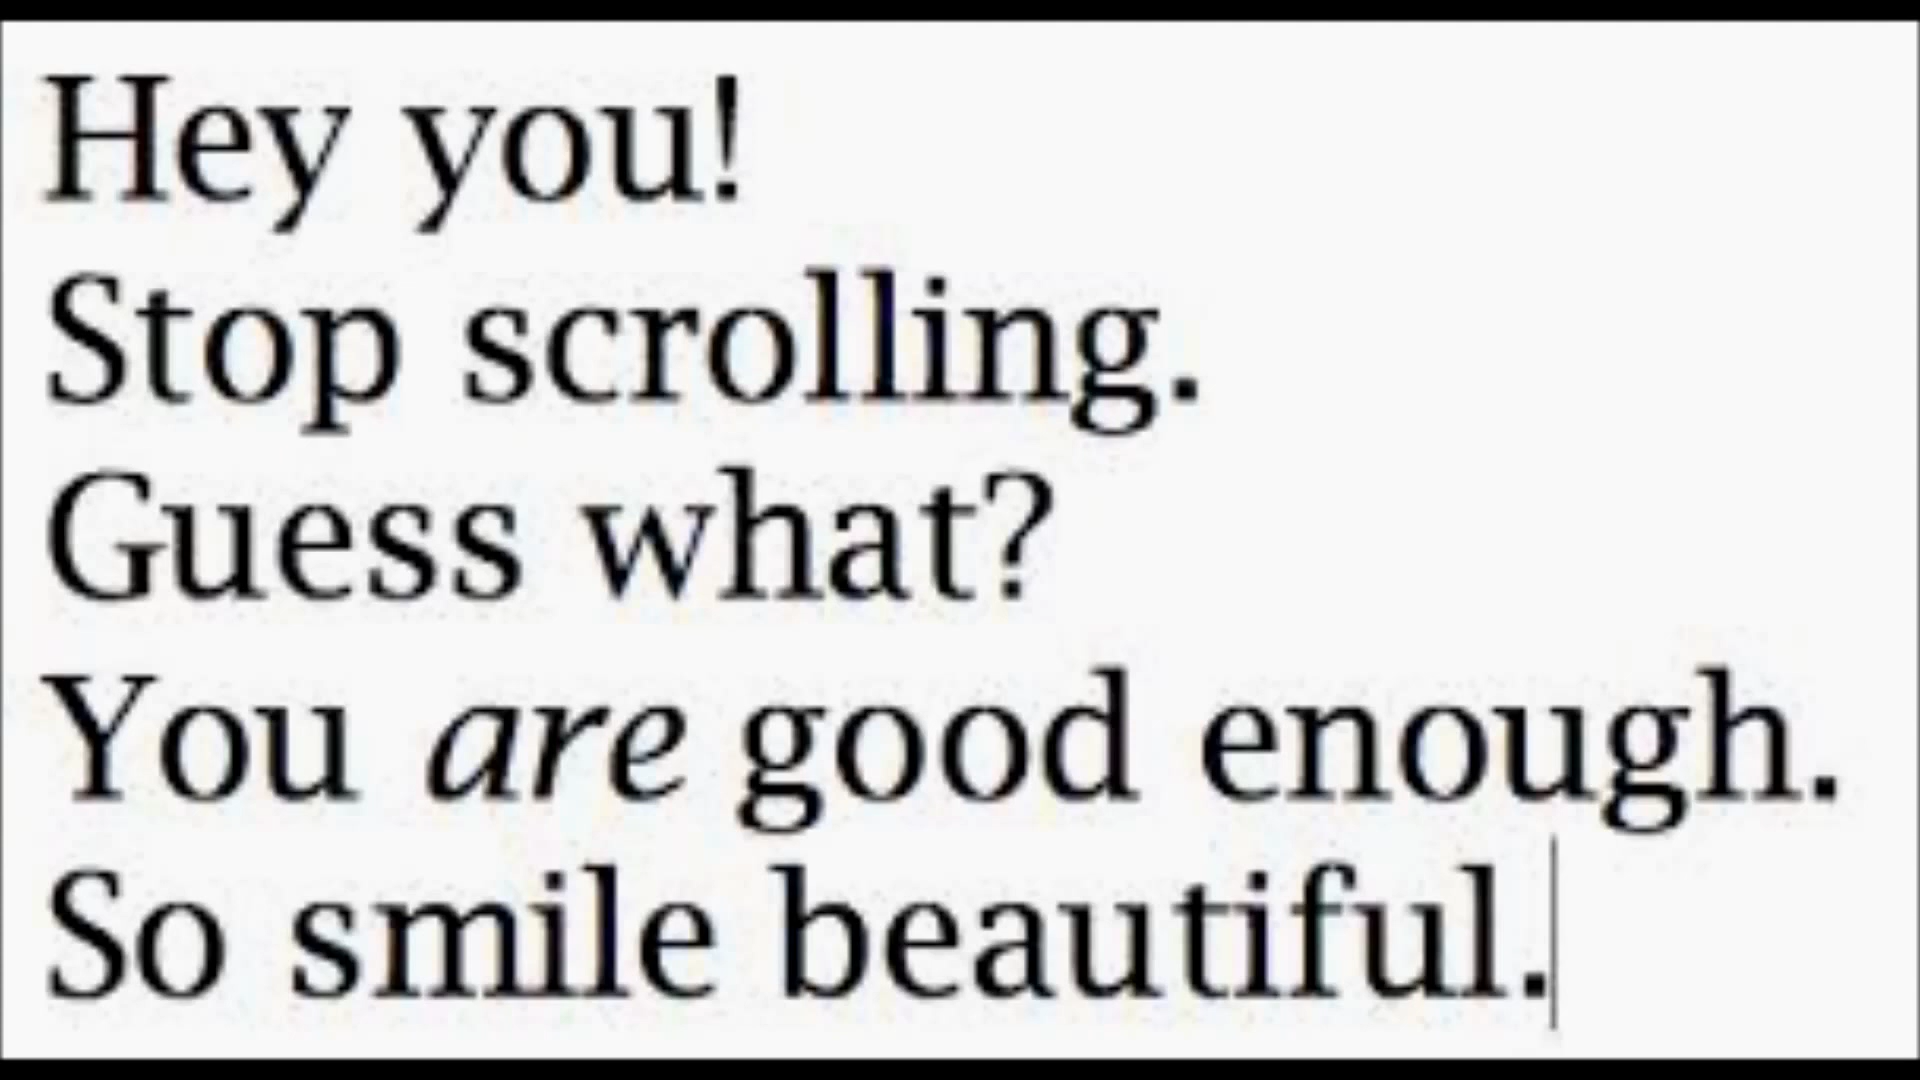 Hey you!
Stop scrolling.
Guess what?
You are good enough.
So smile beautiful.